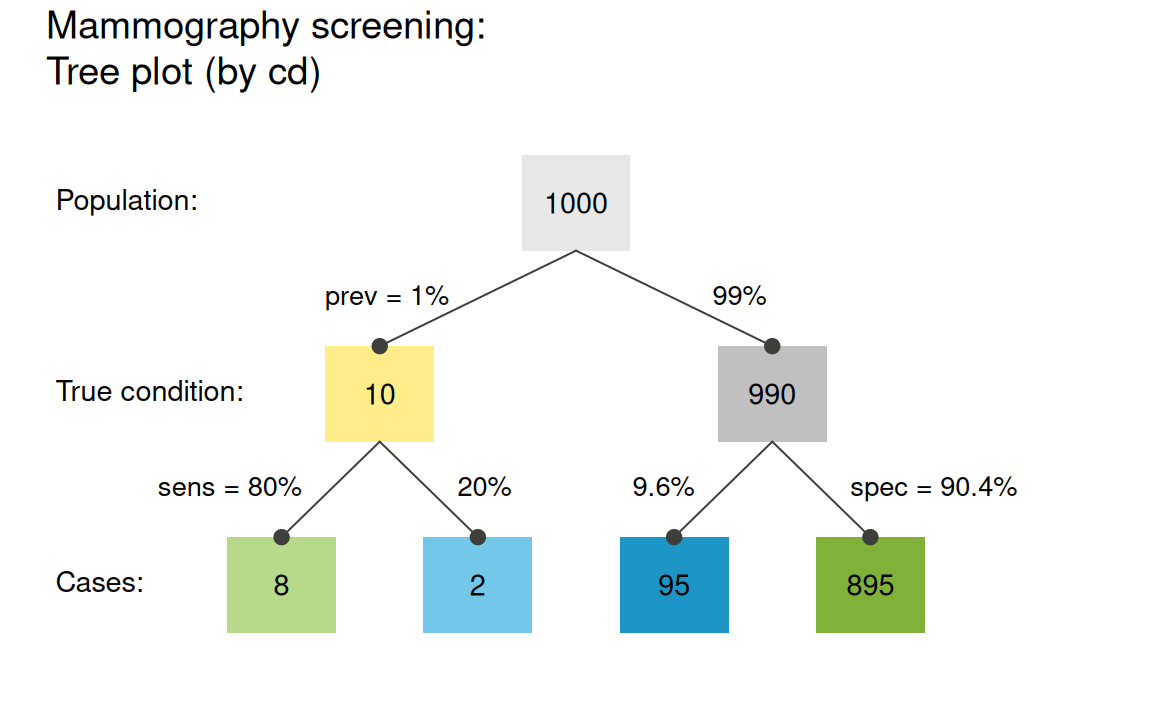 Mammography screening:
Tree plot (by cd)
Population:
1000
prev = 1%
99%
True condition:
10
990
sens = 80%
20%
9.6%
spec = 90.4%
Cases:
8
2
95
895